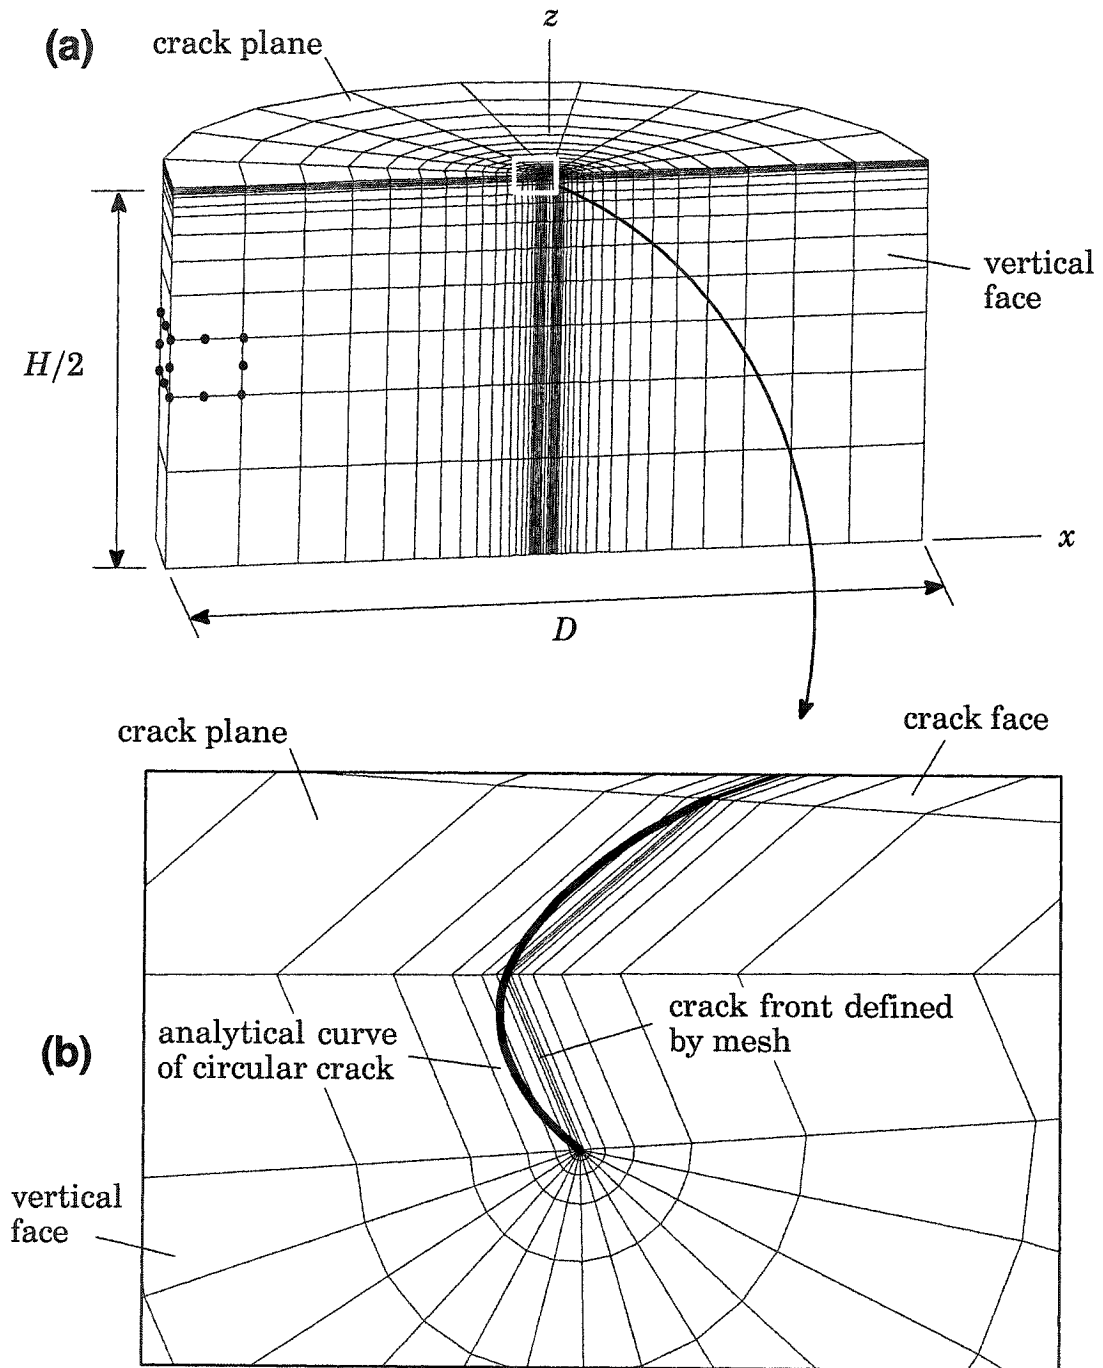 (a)
crack plane
z
vertical
face
H/2
x
D
crack plane
crack face
(b)
analytical curve
of circular crack
crack front defined
by mesh
vertical
face